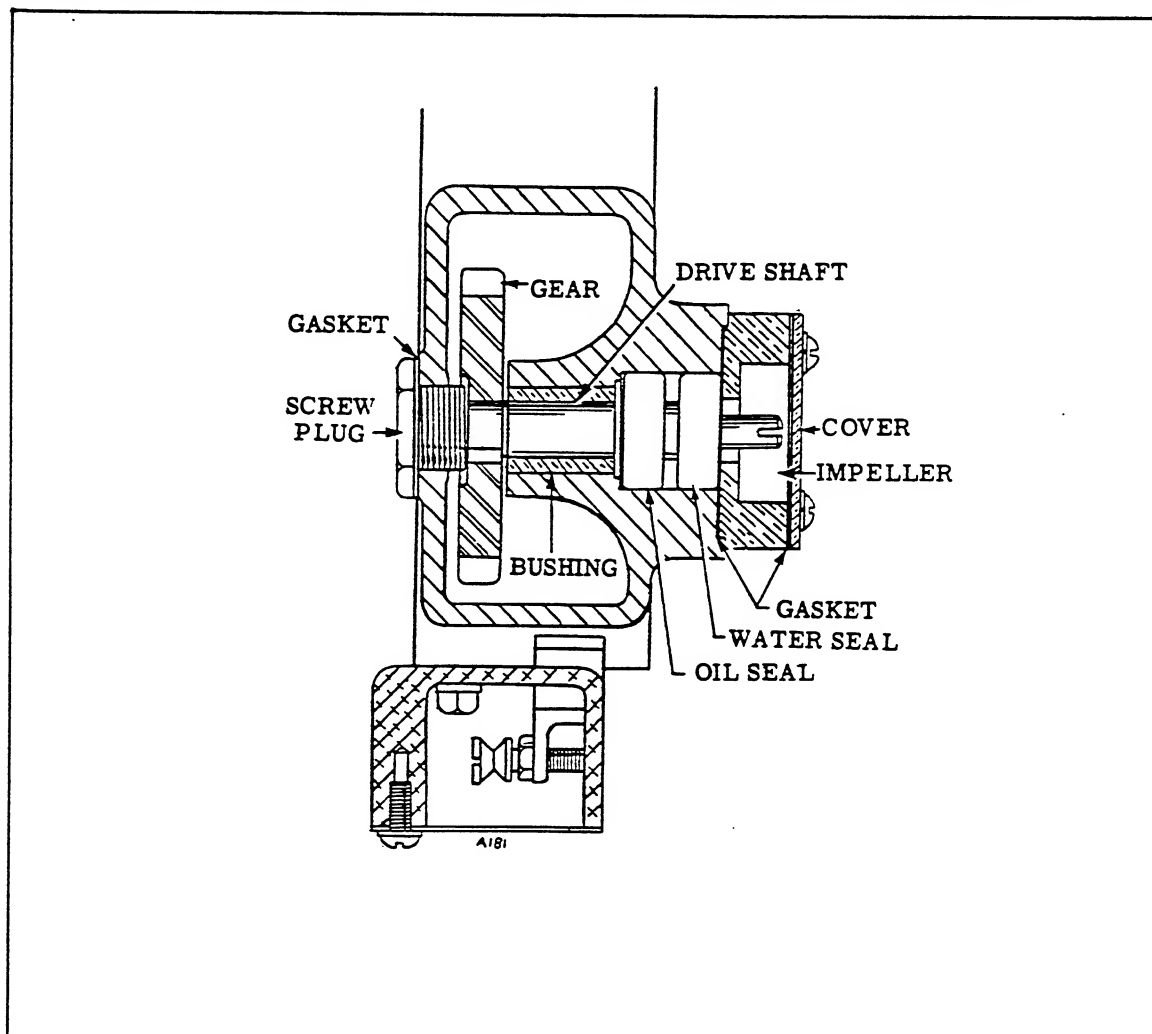 DRIVE SHAFT
GEAR
GASKET
SCREW
PLUG
COVER
IMPELLER
BUSHING
GASKET
WATER SEAL
OIL SEAL
A181